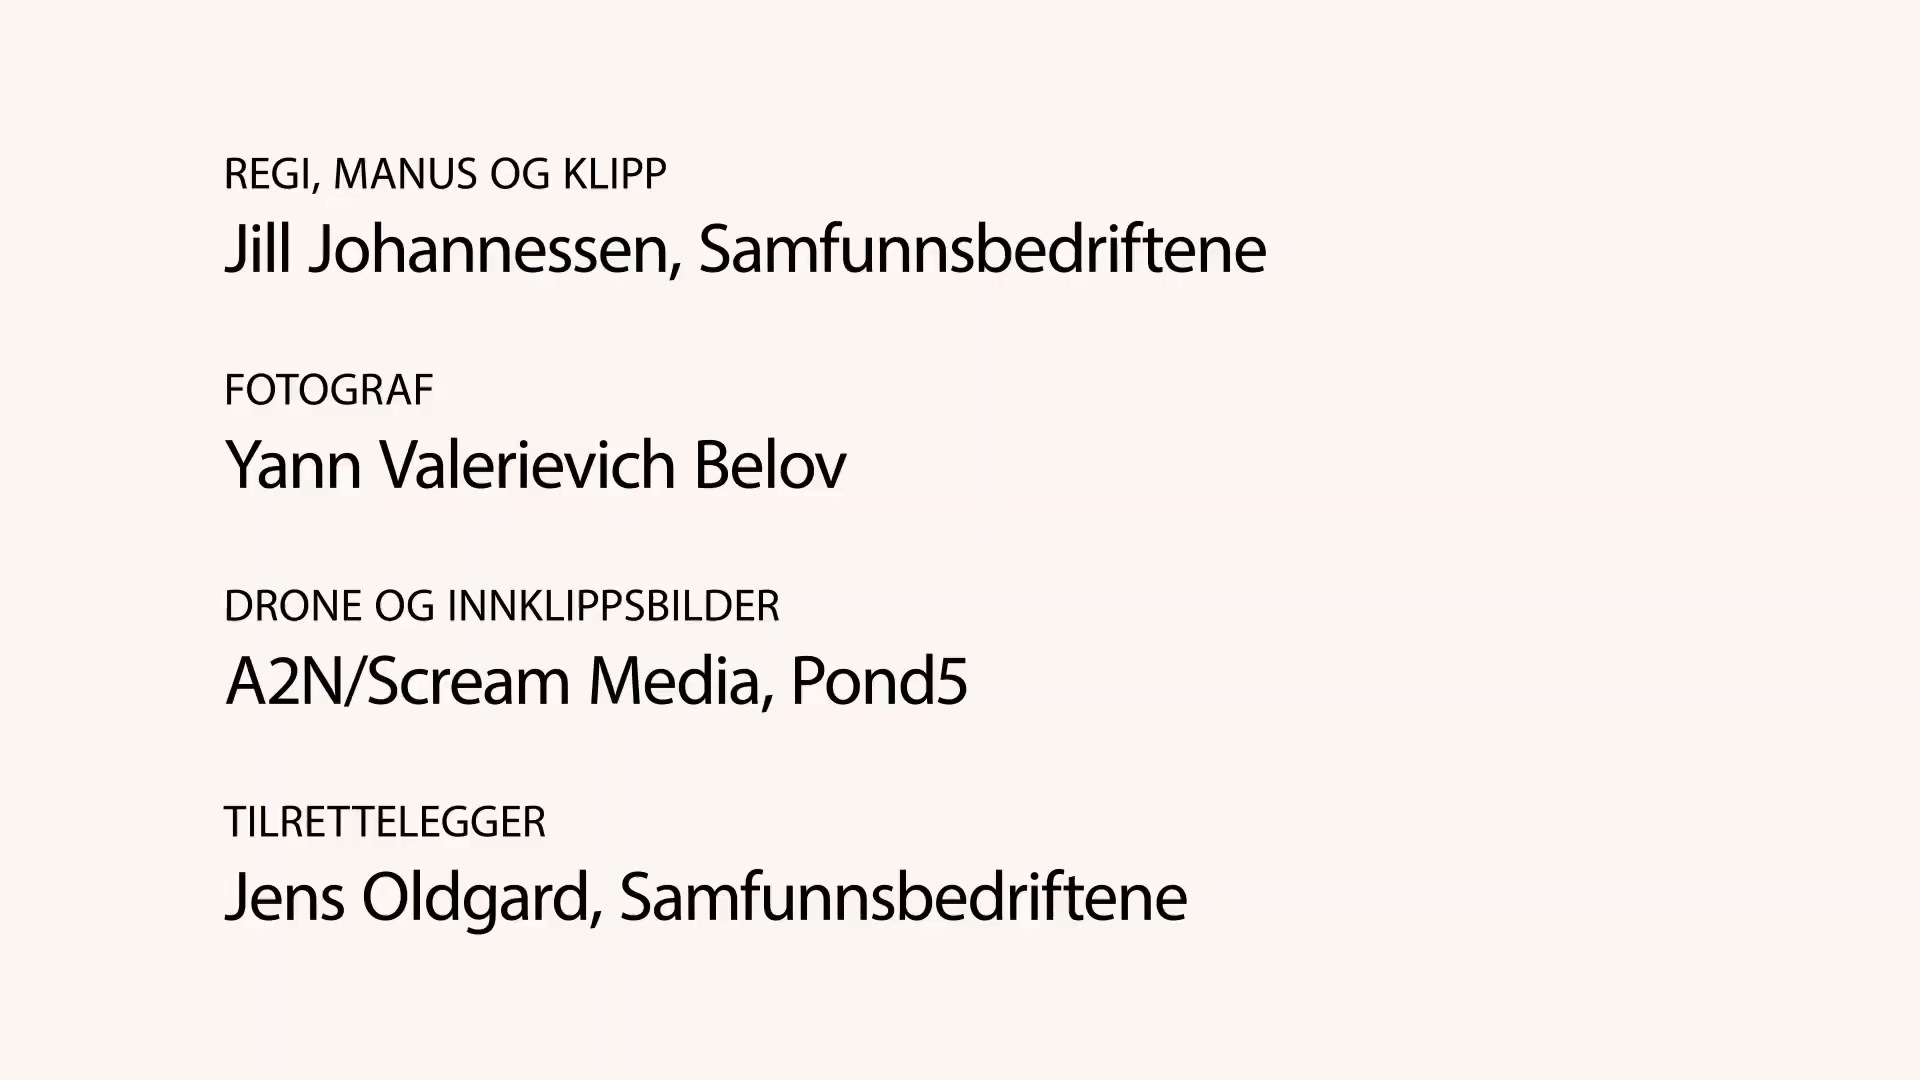 REGI, MANUS OG KLIPP
Jill Johannessen, Samfunnsbedriftene
FOTOGRAF
Yann Valerievich Belov
DRONE OG INNKLIPPSBILDER
A2N/Scream Media, Pond5
TILRETTELEGGER
Jens Oldgard, Samfunnsbedriftene